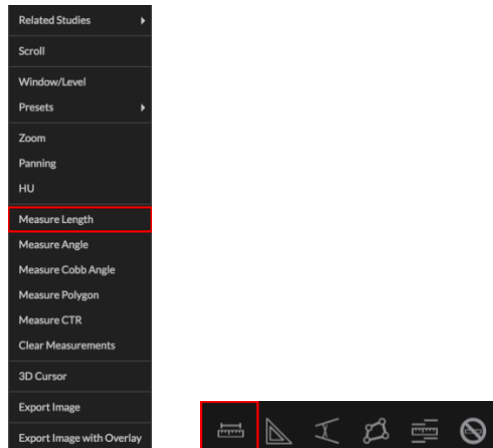 Related Studies
Scroll
Window/Level
Presets
Zoom
Panning
HU
Measure Length
Measure Angle
Measure Cobb Angle
Measure Polygon
Measure CTR
Clear Measurements
3D Cursor
Export Image
Export Image with Overlay